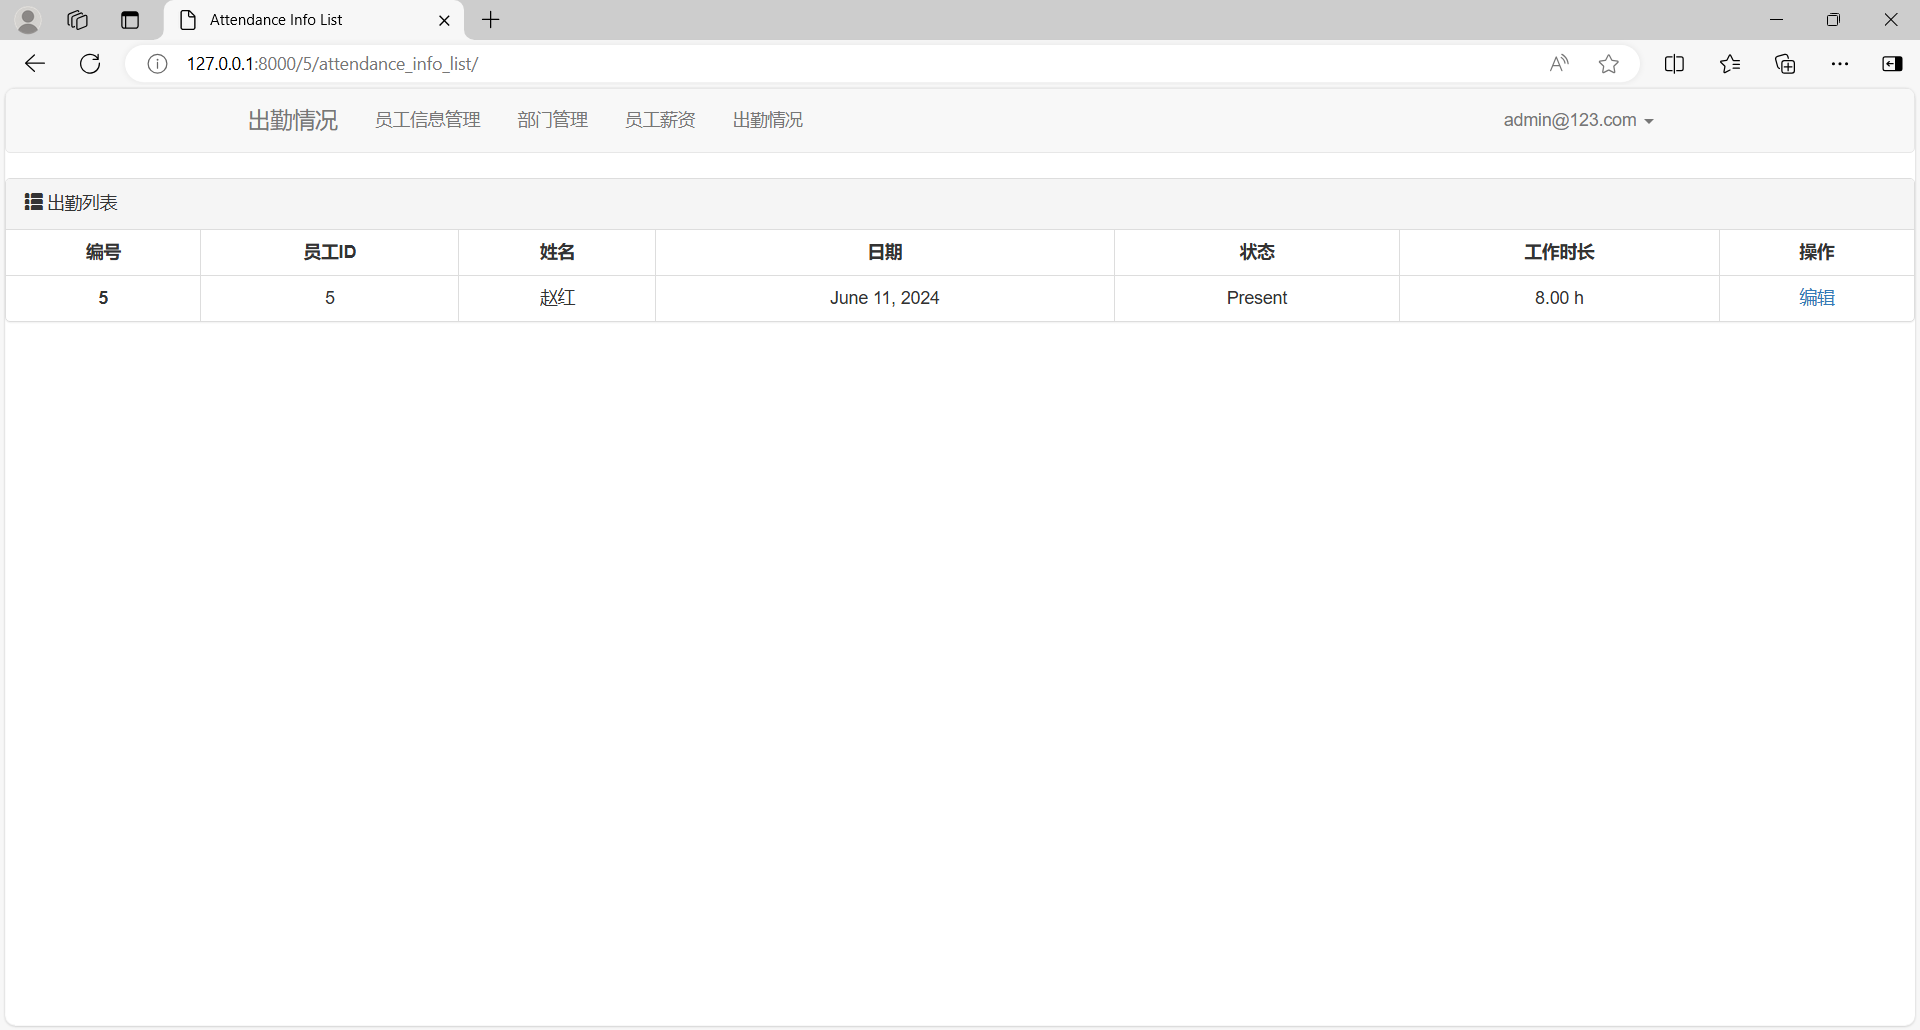 Attendance Info List
127.0.0.1:8000/5/attendance_info_list/
出勤情况 员工信息管理 部门管理 员工薪资 出勤情况 admin@123.com
出勤列表
编号 员工ID 姓名 日期 状态 工作时长 操作
5 5 赵红 June 11, 2024 Present 8.00 h 编辑